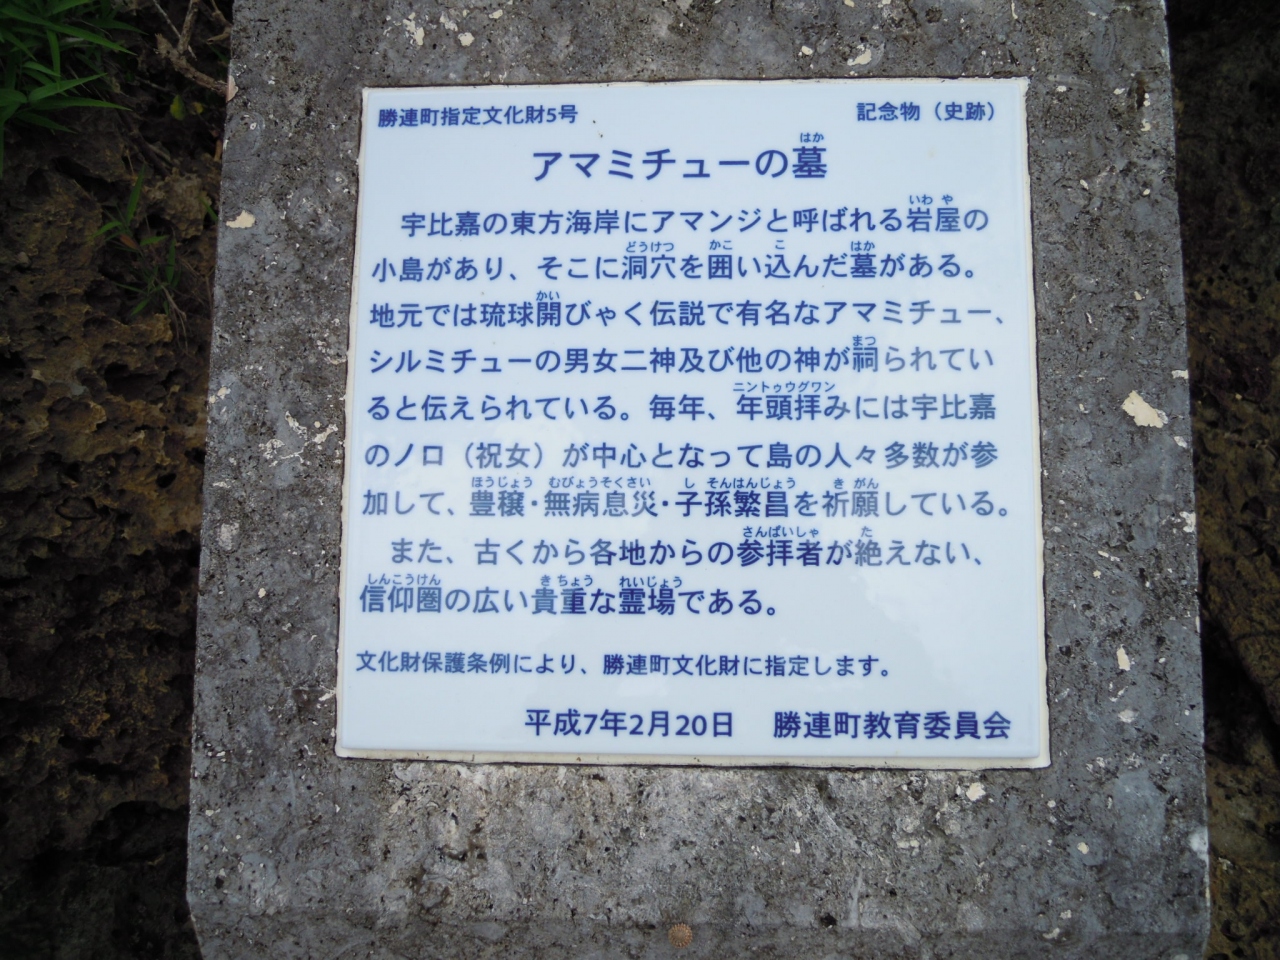 勝連町指定文化財5号 記念物（史跡）
アマミチューの墓
宇比嘉の東方海岸にアマンジと呼ばれる岩屋の
小島があり、そこに洞穴を囲い込んだ墓がある。
地元では琉球開びゃく伝説で有名なアマミチュー、
シルミチューの男女二神及び他の神が祠られてい
ると伝えられている。毎年、年頭拝みには宇比嘉
のノロ（祝女）が中心となって島の人々多数が参
加して、豊穣・無病息災・子孫繁昌を祈願している。
また、古くから各地からの参拝者が絶えない、
信仰圏の広い貴重な霊場である。
文化財保護条例により、勝連町文化財に指定します。
平成7年2月20日 勝連町教育委員会